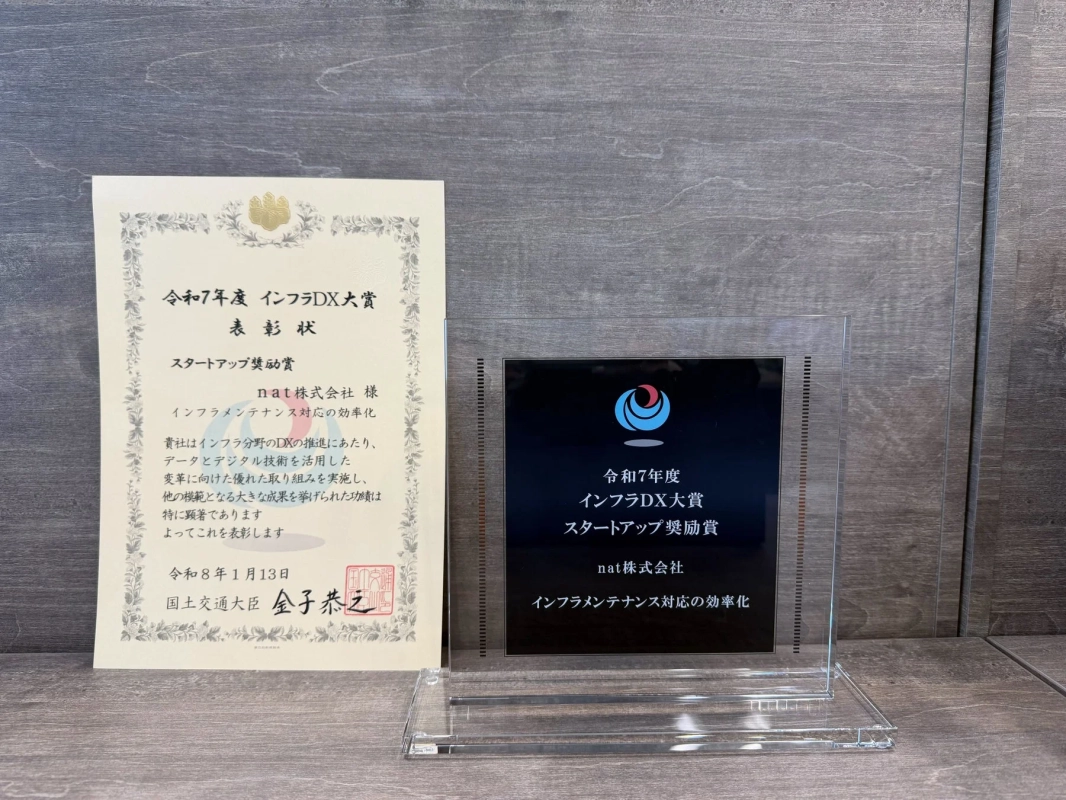 令和7年度 インフラDX大賞
表彰状
スタートアップ奨励賞
nat株式会社 様
インフラメンテナンス対応の効率化
貴社はインフラ分野のDXの推進にあたり、
データとデジタル技術を活用した
変革に向けた優れた取り組みを実施し、
他の模範となる大きな成果を挙げられた功績は
特に顕著であります
よってこれを表彰します
令和8年1月13日
国土交通大臣 金子恭之
令和7年度
インフラDX大賞
スタートアップ奨励賞
nat株式会社
インフラメンテナンス対応の効率化